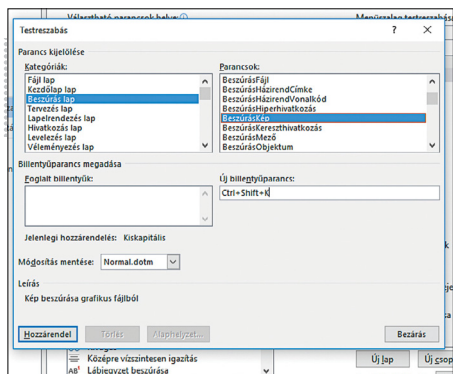 Választható parancsok helye:
Menüszalag testreszabása
Testreszabás
? ×
Parancs kijelölése
Kategóriák:
Fájl lap
Kezdőlap lap
Beszúrás lap
Tervezés lap
Lapelrendezés lap
Hivatkozás lap
Levelezés lap
Véleményezés lap
Parancsok:
BeszúrásFájl
BeszúrásHázirendCímke
BeszúrásHázirendVonalkód
BeszúrásHiperhivatkozás
BeszúrásKép
BeszúrásKereszthivatkozás
BeszúrásMező
BeszúrásObjektum
Billentyűparancs megadása
Foglalt billentyűk:
Új billentyűparancs:
Ctrl+Shift+K
Jelenlegi hozzárendelés: Kiskapitális
Módosítás mentése: Normal.dotm
Leírás
Kép beszúrása grafikus fájlból
Hozzárendel
Törlés
Alaphelyzet...
Bezárás
Középre vízszintesen igazítás
AB¹ Lábjegyzet beszúrása
Új lap
Új csop